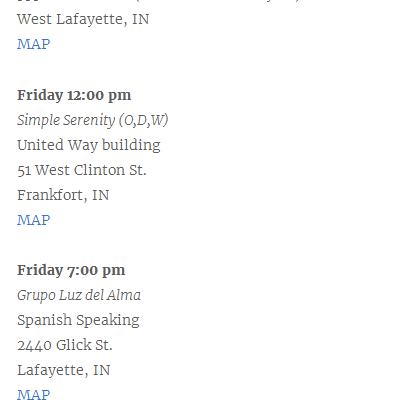 West Lafayette, IN
MAP
Friday 12:00 pm
Simple Serenity (O,D,W)
United Way building
51 West Clinton St.
Frankfort, IN
MAP
Friday 7:00 pm
Grupo Luz del Alma
Spanish Speaking
2440 Glick St.
Lafayette, IN
MAP